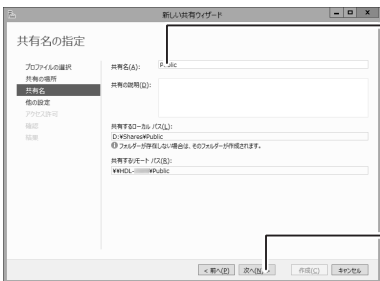 新しい共有ウィザード
共有名の指定
プロファイルの選択
共有の場所
共有名
他の設定
アクセス許可
確認
結果
共有名(A):
Public
共有の説明(D):
共有するローカル パス(L):
D:¥Shares¥Public
フォルダーが存在しない場合は、そのフォルダーが作成されます。
共有するリモート パス(R):
¥¥HDL- ¥Public
< 前へ(P)
次へ(N) >
作成(C)
キャンセル